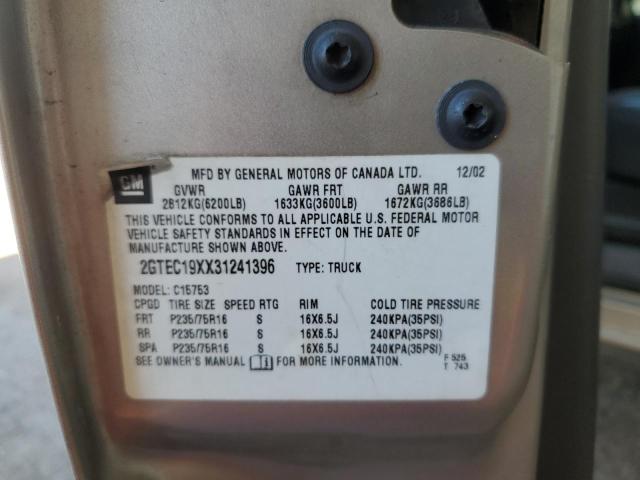 GM
MFD BY GENERAL MOTORS OF CANADA LTD. 12/02
GVWR GAWR FRT GAWR RR
2812KG(6200LB) 1633KG(3600LB) 1672KG(3686LB)
THIS VEHICLE CONFORMS TO ALL APPLICABLE U.S. FEDERAL MOTOR
VEHICLE SAFETY STANDARDS IN EFFECT ON THE DATE OF
MANUFACTURE SHOWN ABOVE.
2GTEC19XX31241396 TYPE: TRUCK
MODEL: C15753
CPGD TIRE SIZE SPEED RTG RIM COLD TIRE PRESSURE
FRT P235/75R16 S 16X6.5J 240KPA(35PSI)
RR P235/75R16 S 16X6.5J 240KPA(35PSI)
SPA P235/75R16 S 16X6.5J 240KPA(35PSI)
SEE OWNER'S MANUAL FOR MORE INFORMATION. F 525
T 743